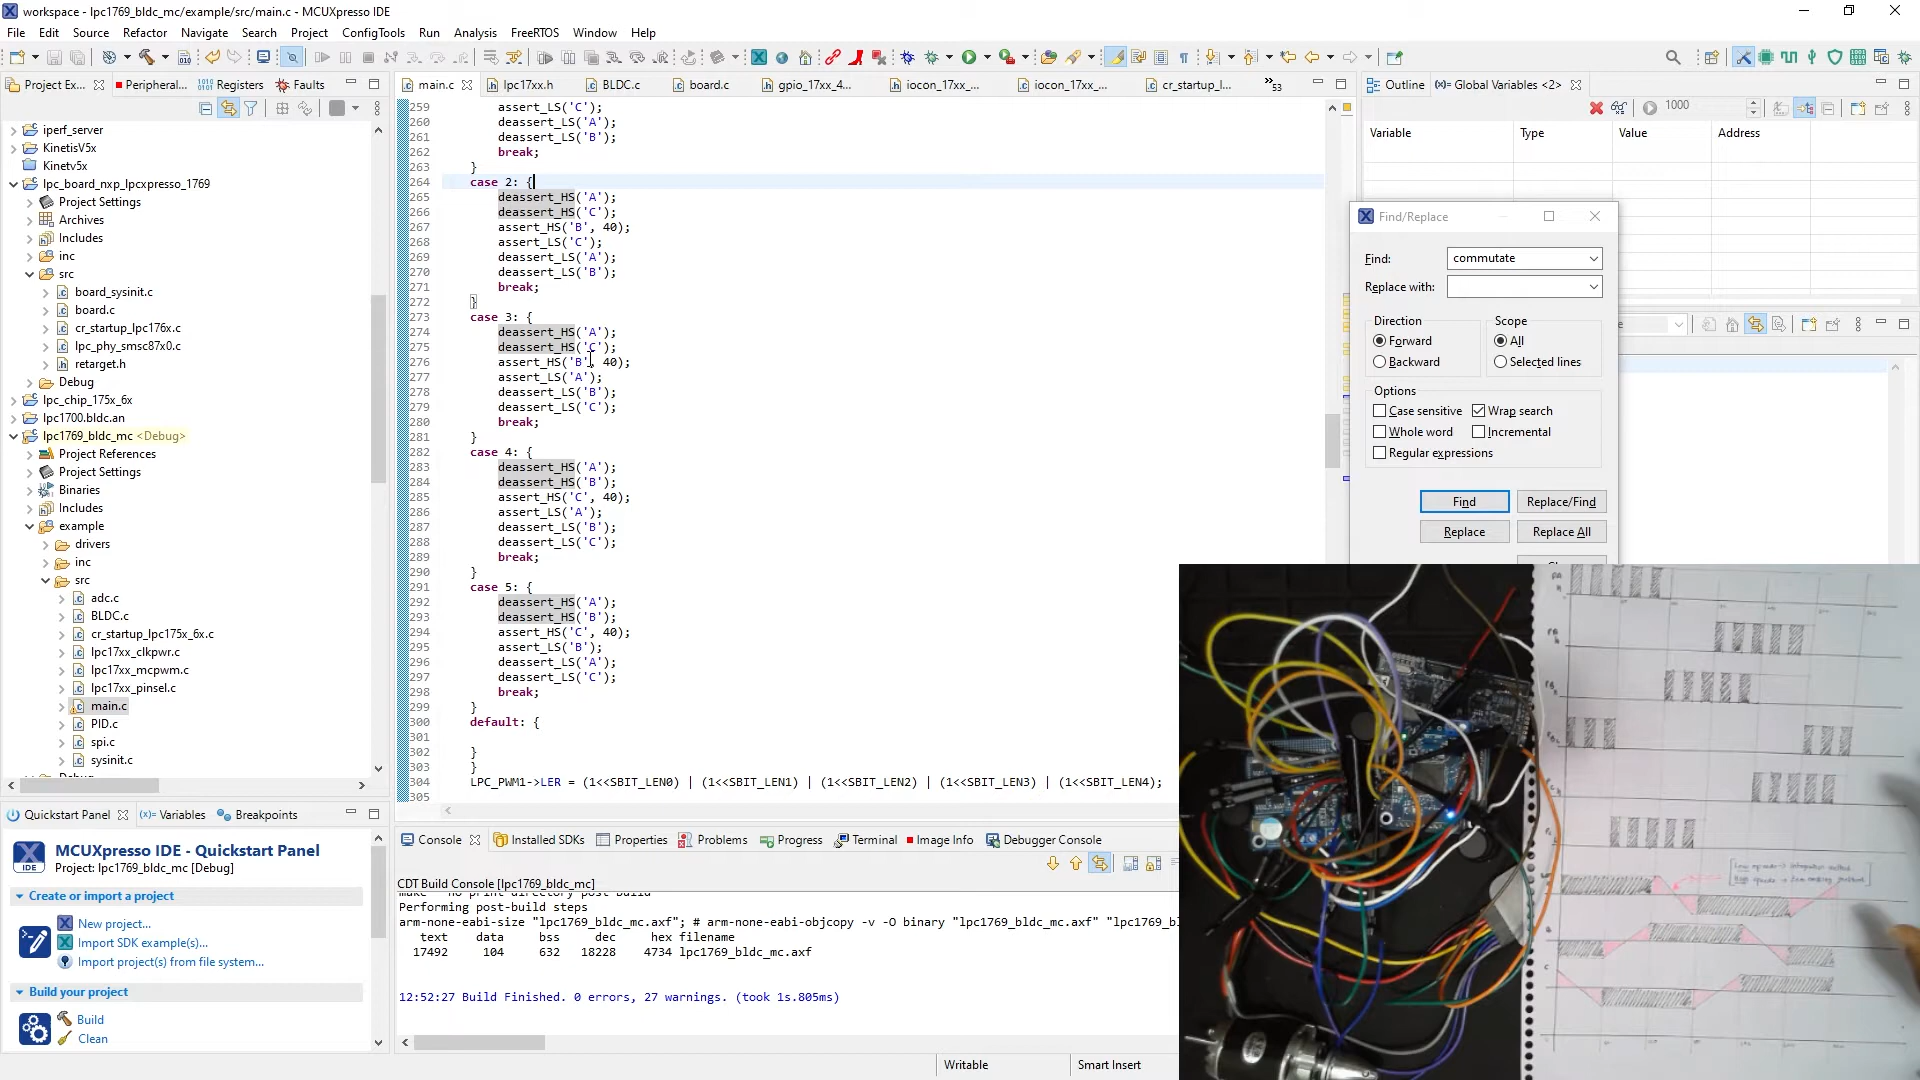 workspace - lpc1769_bldc_mc/example/src/main.c - MCUXpresso IDE
File Edit Source Refactor Navigate Search Project ConfigTools Run Analysis FreeRTOS Window Help
Project Ex... Peripheral... Registers Faults
main.c lpc17xx.h BLDC.c board.c gpio_17xx_4... iocon_17xx_... iocon_17xx_... cr_startup_l... 53
Outline Global Variables <2>
1000
Variable Type Value Address
iperf_server
KinetisV5x
Kinetv5x
lpc_board_nxp_lpcxpresso_1769
Project Settings
Archives
Includes
inc
src
board_sysinit.c
board.c
cr_startup_lpc176x.c
lpc_phy_smsc87x0.c
retarget.h
Debug
lpc_chip_175x_6x
lpc1700.bldc.an
lpc1769_bldc_mc <Debug>
Project References
Project Settings
Binaries
Includes
example
drivers
inc
src
adc.c
BLDC.c
cr_startup_lpc175x_6x.c
lpc17xx_clkpwr.c
lpc17xx_mcpwm.c
lpc17xx_pinsel.c
main.c
PID.c
spi.c
sysinit.c
259 assert_LS('C');
260 deassert_LS('A');
261 deassert_LS('B');
262 break;
263 }
264 case 2: {
265 deassert_HS('A');
266 deassert_HS('C');
267 assert_HS('B', 40);
268 assert_LS('C');
269 deassert_LS('A');
270 deassert_LS('B');
271 break;
272 }
273 case 3: {
274 deassert_HS('A');
275 deassert_HS('C');
276 assert_HS('B', 40);
277 assert_LS('A');
278 deassert_LS('B');
279 deassert_LS('C');
280 break;
281 }
282 case 4: {
283 deassert_HS('A');
284 deassert_HS('B');
285 assert_HS('C', 40);
286 assert_LS('A');
287 deassert_LS('B');
288 deassert_LS('C');
289 break;
290 }
291 case 5: {
292 deassert_HS('A');
293 deassert_HS('B');
294 assert_HS('C', 40);
295 assert_LS('B');
296 deassert_LS('A');
297 deassert_LS('C');
298 break;
299 }
300 default: {
301
302 }
303 }
304 LPC_PWM1->LER = (1<<SBIT_LEN0) | (1<<SBIT_LEN1) | (1<<SBIT_LEN2) | (1<<SBIT_LEN3) | (1<<SBIT_LEN4);
305
Find/Replace
Find: commutate
Replace with:
Direction Scope
Forward All
Backward Selected lines
Options
Case sensitive Wrap search
Whole word Incremental
Regular expressions
Find Replace/Find
Replace Replace All
Quickstart Panel (x)= Variables Breakpoints
MCUXpresso IDE - Quickstart Panel
Project: lpc1769_bldc_mc [Debug]
Create or import a project
New project...
Import SDK example(s)...
Import project(s) from file system...
Build your project
Build
Clean
Console Installed SDKs Properties Problems Progress Terminal Image Info Debugger Console
CDT Build Console [lpc1769_bldc_mc]
Performing post-build steps
arm-none-eabi-size "lpc1769_bldc_mc.axf"; # arm-none-eabi-objcopy -v -O binary "lpc1769_bldc_mc.axf" "lpc1769_b
text data bss dec hex filename
17492 104 632 18228 4734 lpc1769_bldc_mc.axf
12:52:27 Build Finished. 0 errors, 27 warnings. (took 1s.805ms)
Writable Smart Insert